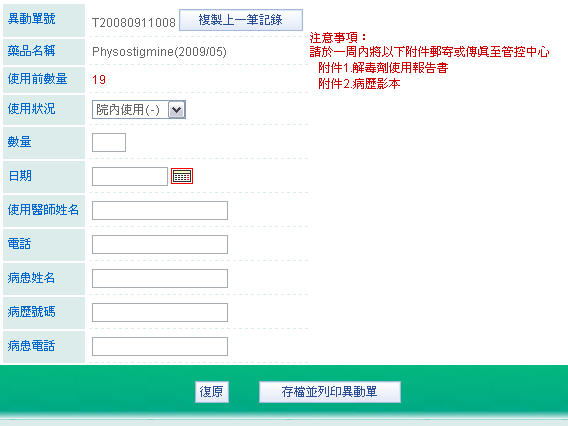 異動單號 T20080911008 複製上一筆記錄
藥品名稱 Physostigmine(2009/05)
使用前數量 19
使用狀況 院內使用(-)
數量
日期
使用醫師姓名
電話
病患姓名
病歷號碼
病患電話
注意事項：
請於一周內將以下附件郵寄或傳真至管控中心
附件1.解毒劑使用報告書
附件2.病歷影本
復原 存檔並列印異動單